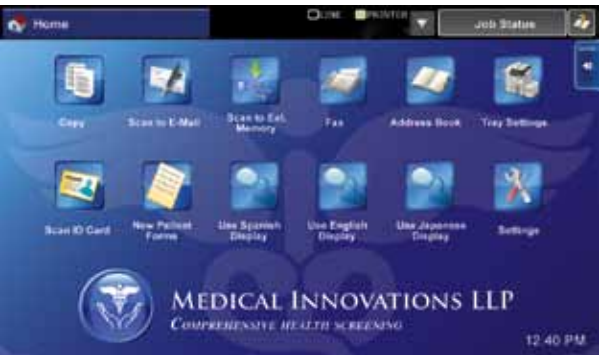 Home
LINE PRINTER
Job Status
Copy
Scan to E-Mail
Scan to Ext.
Memory
Fax
Address Book
Tray Settings
Scan ID Card
New Patient
Forms
Use Spanish
Display
Use English
Display
Use Japanese
Display
Settings
MEDICAL INNOVATIONS LLP
COMPREHENSIVE HEALTH SCREENING
12:40 PM